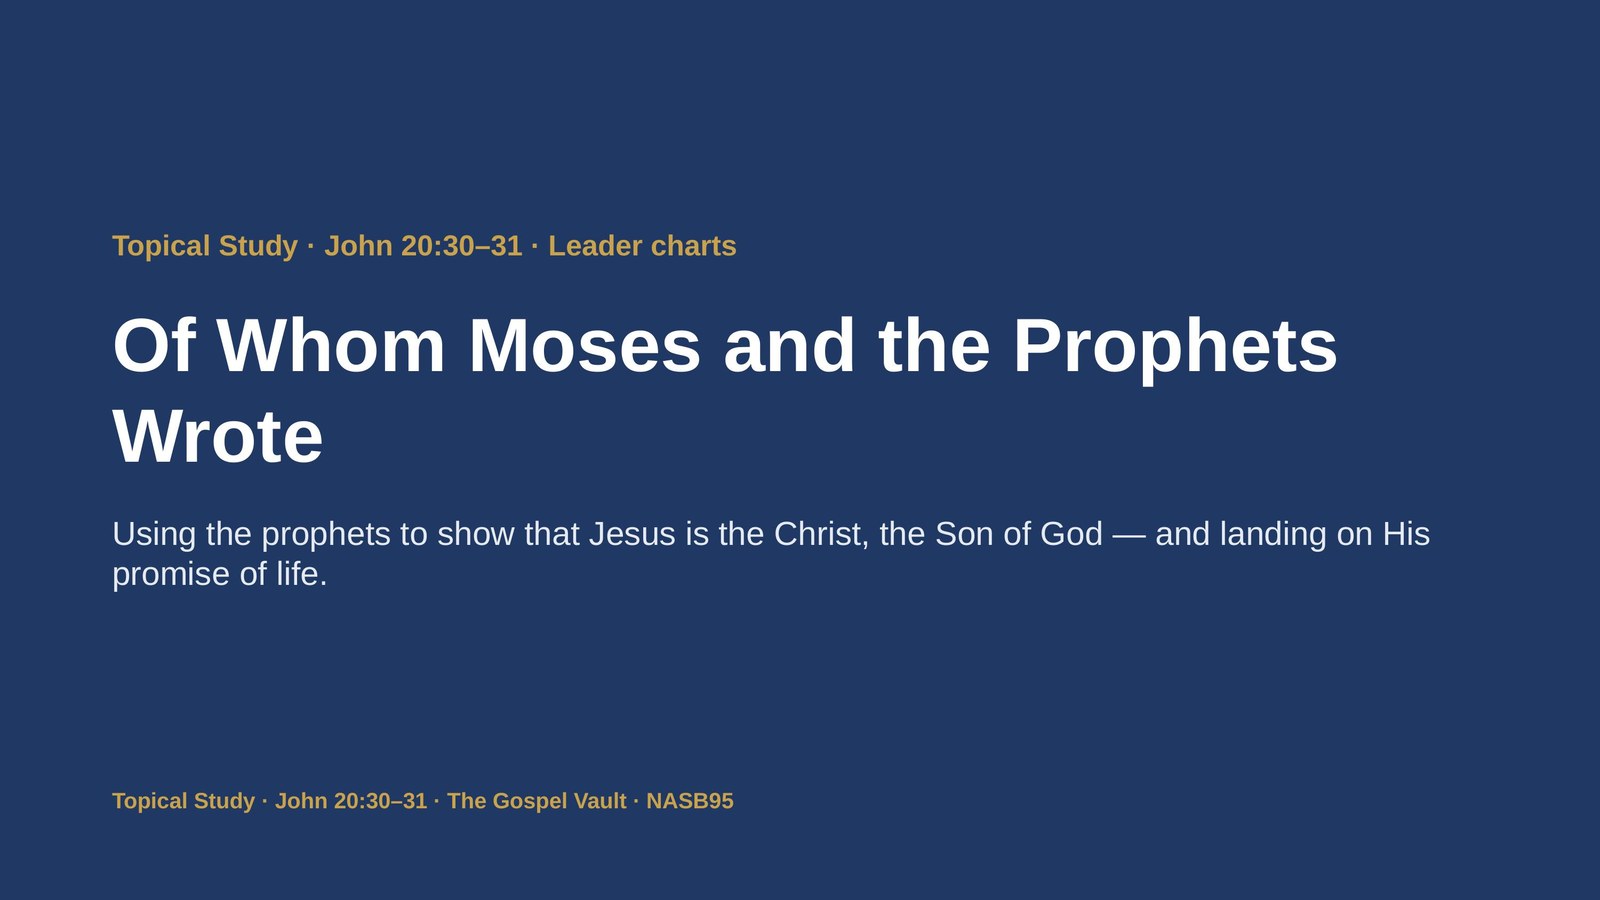 Topical Study · John 20:30–31 · Leader charts
Of Whom Moses and the Prophets
Wrote
Using the prophets to show that Jesus is the Christ, the Son of God — and landing on His
promise of life.
Topical Study · John 20:30–31 · The Gospel Vault · NASB95